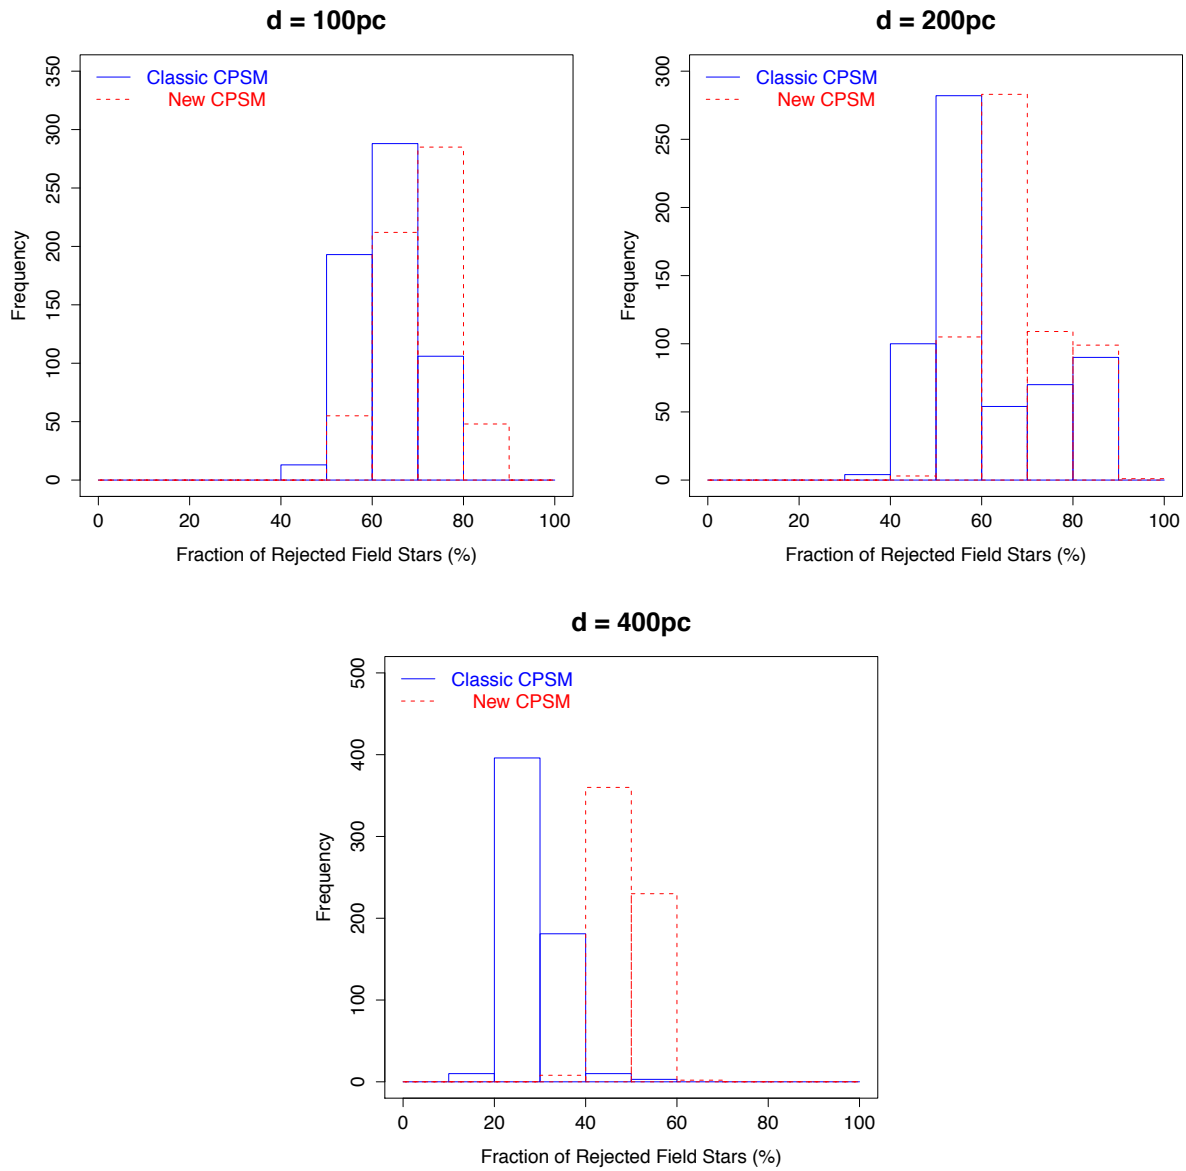 d = 100pc
350
300
250
200
150
100
50
0
Frequency
Classic CPSM
New CPSM
0 20 40 60 80 100
Fraction of Rejected Field Stars (%)
d = 200pc
300
250
200
150
100
50
0
Frequency
Classic CPSM
New CPSM
0 20 40 60 80 100
Fraction of Rejected Field Stars (%)
d = 400pc
500
400
300
200
100
0
Frequency
Classic CPSM
New CPSM
0 20 40 60 80 100
Fraction of Rejected Field Stars (%)